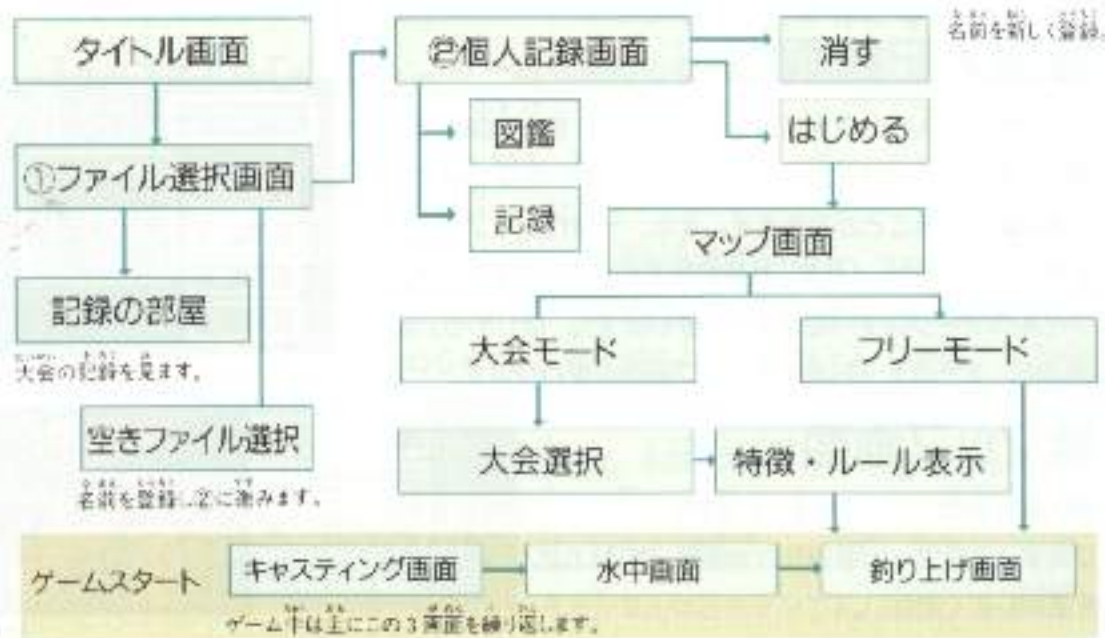 タイトル画面
②個人記録画面
消す
名前を新しく登録。
図鑑
はじめる
①ファイル選択画面
記録
マップ画面
記録の部屋
大会の記録を見ます。
大会モード
フリーモード
空きファイル選択
名前を登録し②に進みます。
大会選択
特徴・ルール表示
ゲームスタート
キャスティング画面
水中画面
釣り上げ画面
ゲーム中は主にこの3画面を繰り返します。